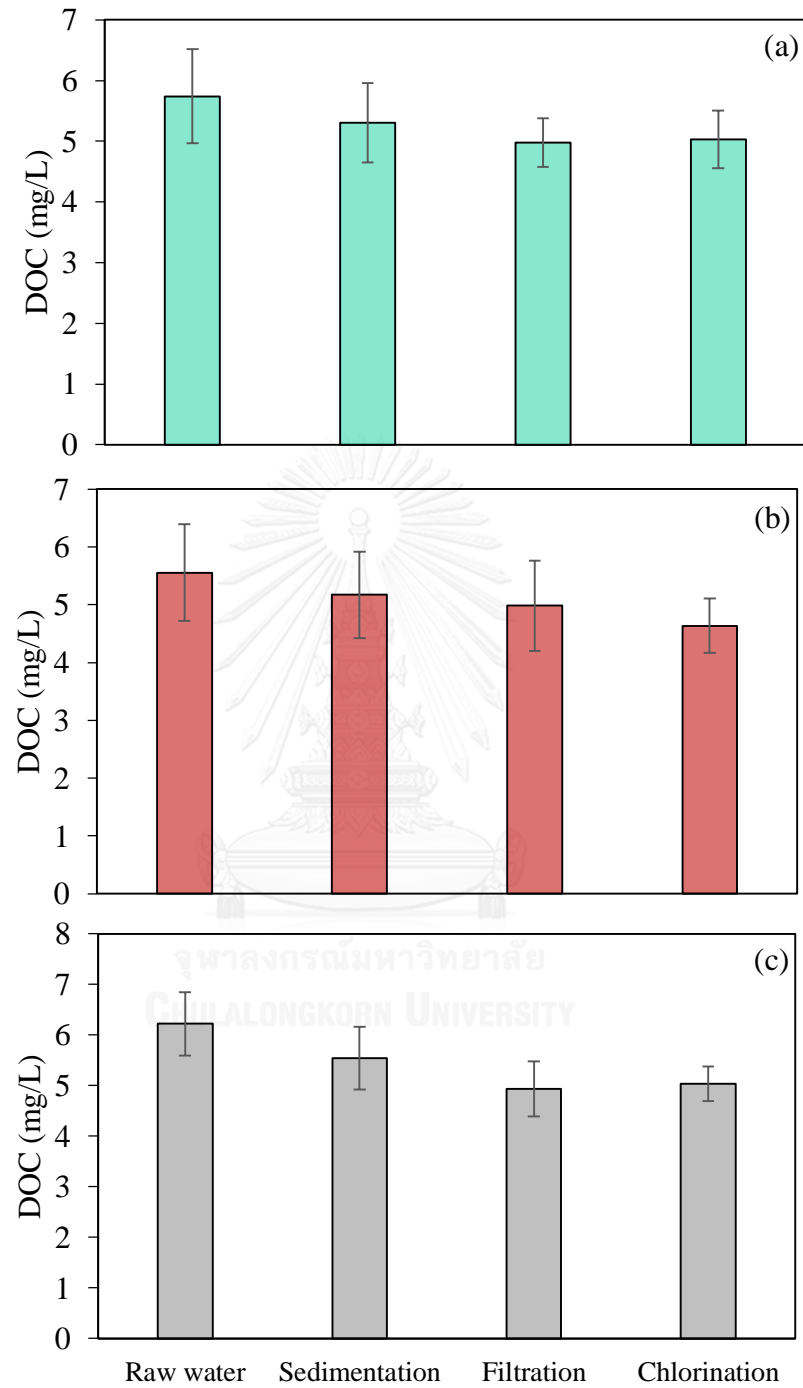 (a)
DOC (mg/L)
7
6
5
4
3
2
1
0
(b)
DOC (mg/L)
7
6
5
4
3
2
1
0
(c)
DOC (mg/L)
8
7
6
5
4
3
2
1
0
จุฬาลงกรณ์มหาวิทยาลัย
CHULALONGKORN UNIVERSITY
Raw water Sedimentation Filtration Chlorination